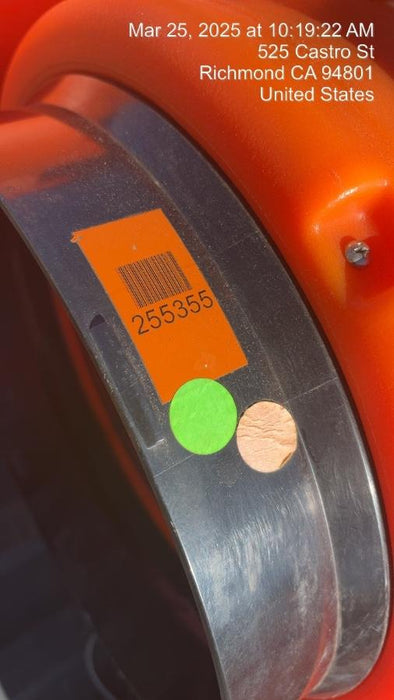 Mar 25, 2025 at 10:19:22 AM
525 Castro St
Richmond CA 94801
United States
255355